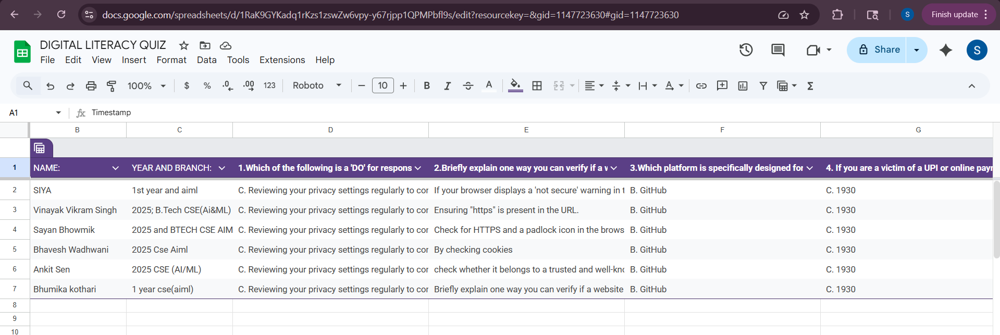 docs.google.com/spreadsheets/d/1RaK9GYKadq1rKzs1zswZw6vpy-y67rjpp1QPMPbfl9s/edit?resourcekey=&gid=1147723630#gid=1147723630
S
Finish update
DIGITAL LITERACY QUIZ
File Edit View Insert Format Data Tools Extensions Help
Share
S
100% $ % .0 .00 123 Roboto 10 B I A
A1 fx Timestamp
B C D E F G
1 NAME: YEAR AND BRANCH: 1.Which of the following is a 'DO' for respons 2.Briefly explain one way you can verify if a v 3.Which platform is specifically designed for 4. If you are a victim of a UPI or online payr
2 SIYA 1st year and aiml C. Reviewing your privacy settings regularly to cor If your browser displays a 'not secure' warning in t B. GitHub C. 1930
3 Vinayak Vikram Singh 2025; B.Tech CSE(Ai&ML) C. Reviewing your privacy settings regularly to cor Ensuring "https" is present in the URL. B. GitHub C. 1930
4 Sayan Bhowmik 2025 and BTECH CSE AIM C. Reviewing your privacy settings regularly to cor Check for HTTPS and a padlock icon in the brows B. GitHub C. 1930
5 Bhavesh Wadhwani 2025 Cse Aiml C. Reviewing your privacy settings regularly to cor By checking cookies B. GitHub C. 1930
6 Ankit Sen 2025 CSE (AI/ML) C. Reviewing your privacy settings regularly to cor check whether it belongs to a trusted and well-kno B. GitHub C. 1930
7 Bhumika kothari 1 year cse(aiml) C. Reviewing your privacy settings regularly to cor Briefly explain one way you can verify if a website B. GitHub C. 1930
8
9
10